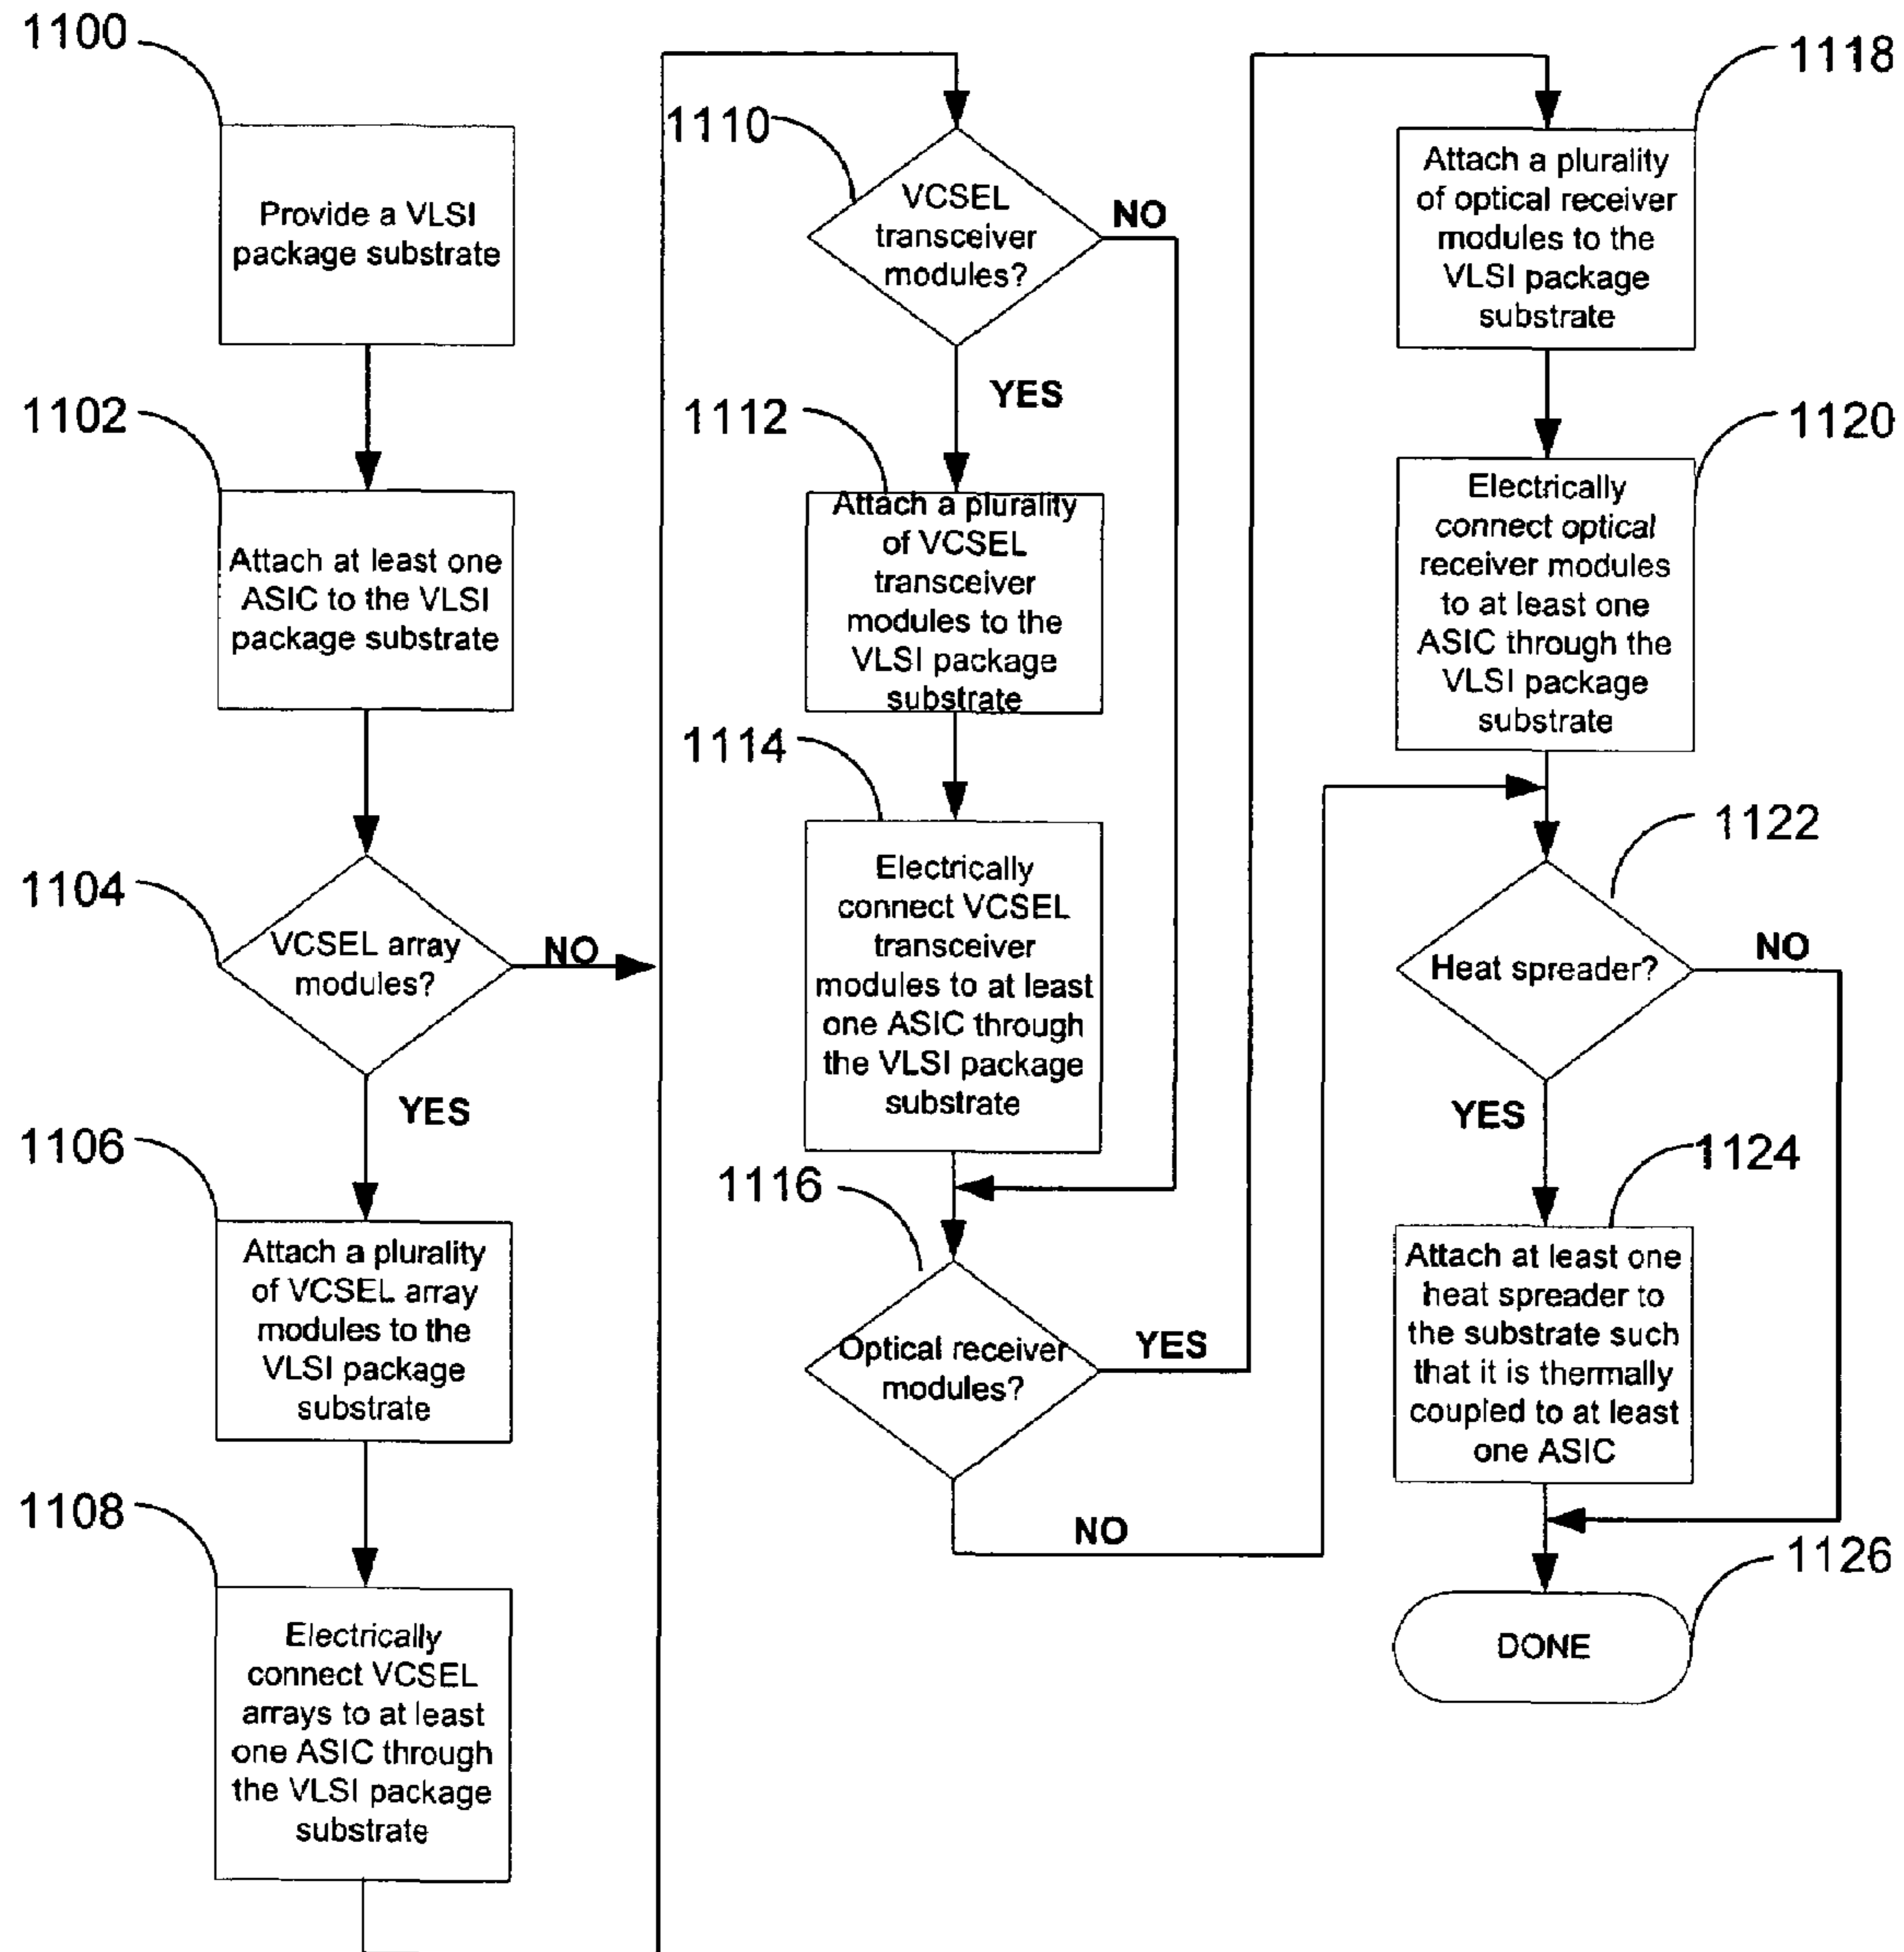 1100
Provide a VLSI
package substrate
1102
Attach at least one
ASIC to the VLSI
package substrate
1104
VCSEL array
modules?
NO
YES
1106
Attach a plurality
of VCSEL array
modules to the
VLSI package
substrate
1108
Electrically
connect VCSEL
arrays to at least
one ASIC through
the VLSI package
substrate
1110
VCSEL
transceiver
modules?
NO
YES
1112
Attach a plurality
of VCSEL
transceiver
modules to the
VLSI package
substrate
1114
Electrically
connect VCSEL
transceiver
modules to at least
one ASIC through
the VLSI package
substrate
1116
Optical receiver
modules?
YES
NO
1118
Attach a plurality
of optical receiver
modules to the
VLSI package
substrate
1120
Electrically
connect optical
receiver modules
to at least one
ASIC through the
VLSI package
substrate
1122
Heat spreader?
NO
YES
1124
Attach at least one
heat spreader to
the substrate such
that it is thermally
coupled to at least
one ASIC
1126
DONE